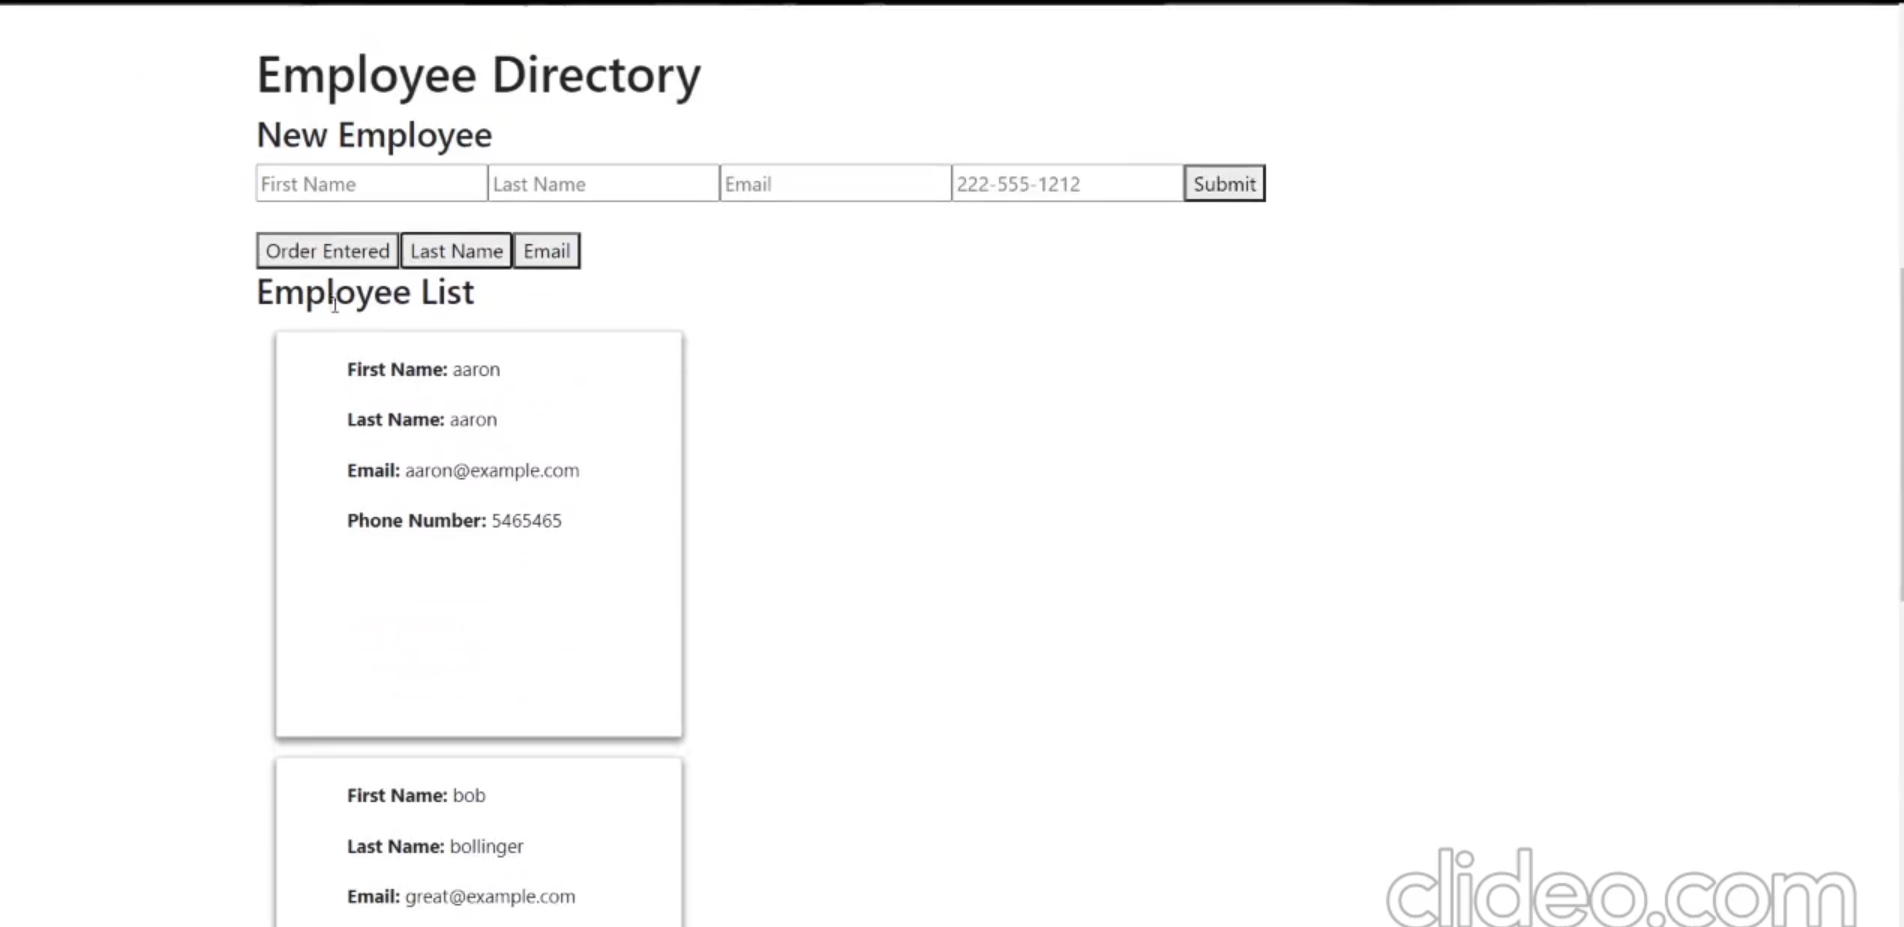 Employee Directory
New Employee
First Name Last Name Email 222-555-1212 Submit
Order Entered Last Name Email
Employee List
First Name: aaron
Last Name: aaron
Email: aaron@example.com
Phone Number: 5465465
First Name: bob
Last Name: bollinger
Email: great@example.com
clideo.com